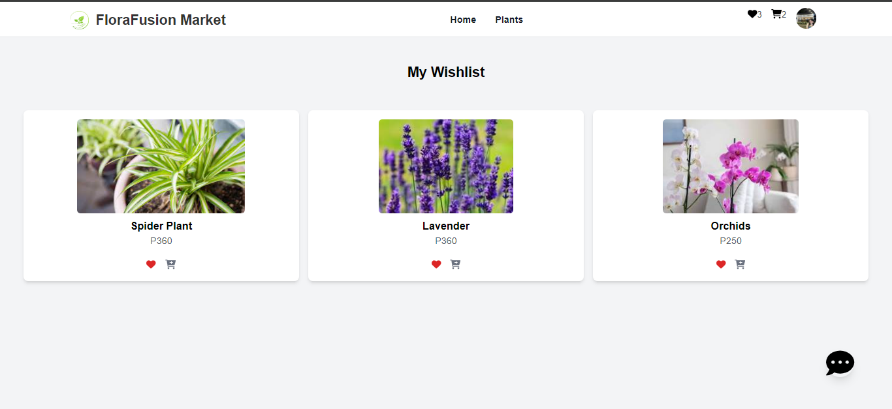 FloraFusion Market
Home Plants
3 2
My Wishlist
Spider Plant
P360
Lavender
P360
Orchids
P250